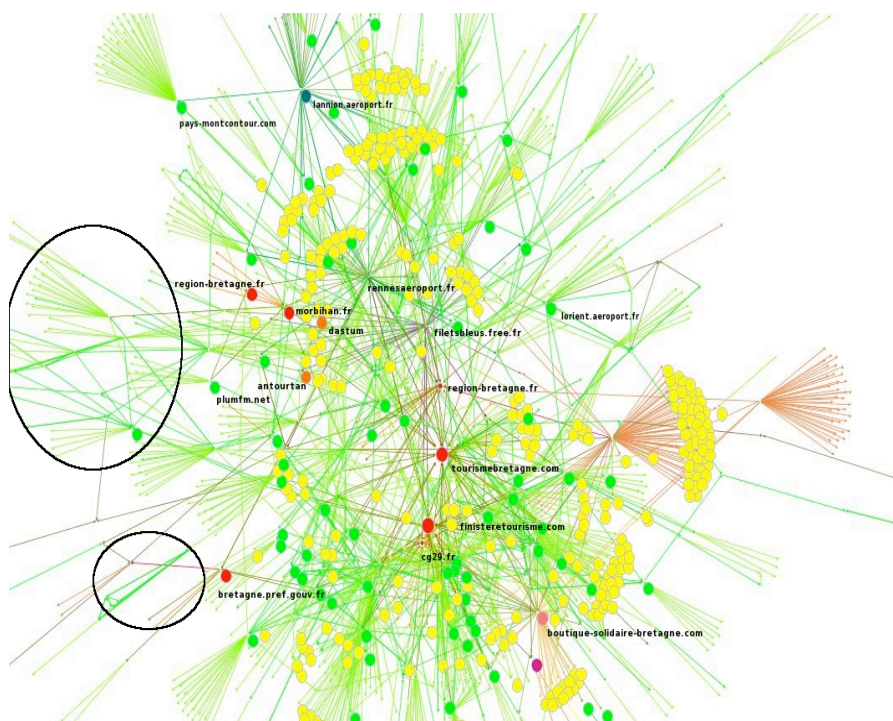 lannion.aeroport.fr
pays-montcontour.com
region-bretagne.fr
rennesaeroport.fr
morbihan.fr
lorient.aeroport.fr
dastum
filetsbleus.free.fr
antourtan
region-bretagne.fr
plumfm.net
tourismebretagne.com
finisteretourisme.com
cg29.fr
bretagne.pref.gouv.fr
boutique-solidaire-bretagne.com